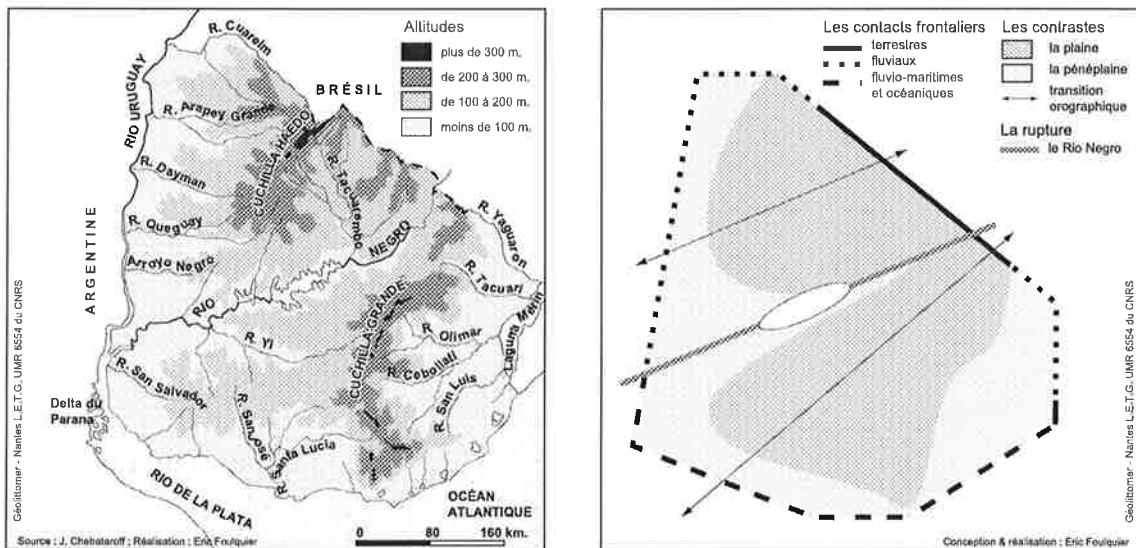 Altitudes
plus de 300 m.
de 200 à 300 m.
de 100 à 200 m.
moins de 100 m.
R. Cuareim
BRÉSIL
RIO URUGUAY
R. Arapey Grande
CUCHILLA HAEDO
R. Dayman
R. Tacuarembo
R. Queguay
NEGRO
R. Yaguaron
ARGENTINE
Arroyo Negro
R. Tacuari
RIO
Laguna Mérin
R. Yi
CUCHILLA GRANDE
R. Olimar
R. Cebollati
R. San Salvador
R. San Luis
Delta du
Parana
R. San José
R. Santa Lucia
RIO DE LA PLATA
OCÉAN
ATLANTIQUE
0 80 160 km.
Géolittomer - Nantes L.E.T.G. UMR 6554 du CNRS
Source : J. Chebataroff ; Réalisation : Eric Foulquier
Les contacts frontaliers
terrestres
fluviaux
fluvio-maritimes
et océaniques
Les contrastes
la plaine
la pénéplaine
transition
orographique
La rupture
le Rio Negro
Géolittomer - Nantes L.E.T.G. UMR 6554 du CNRS
Conception & réalisation : Eric Foulquier